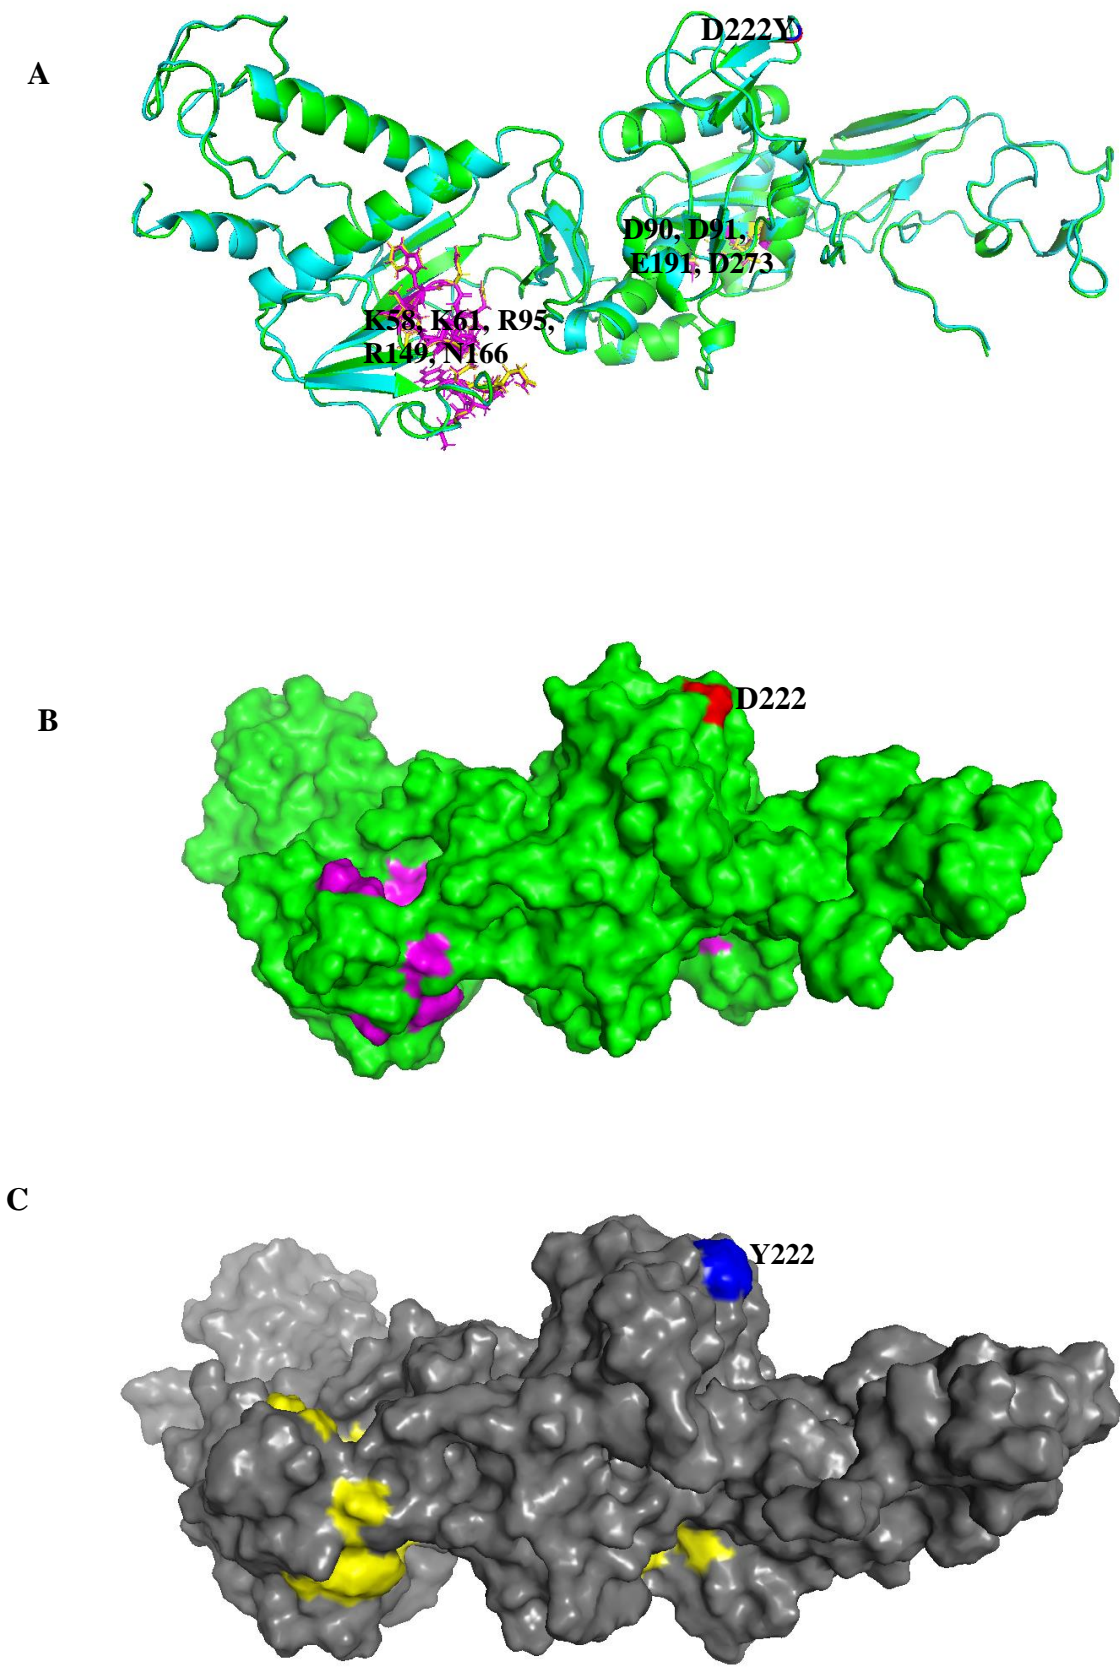 A
D222Y
D90, D91,
E191, D273
K58, K61, R95,
R149, N166
B
D222
C
Y222